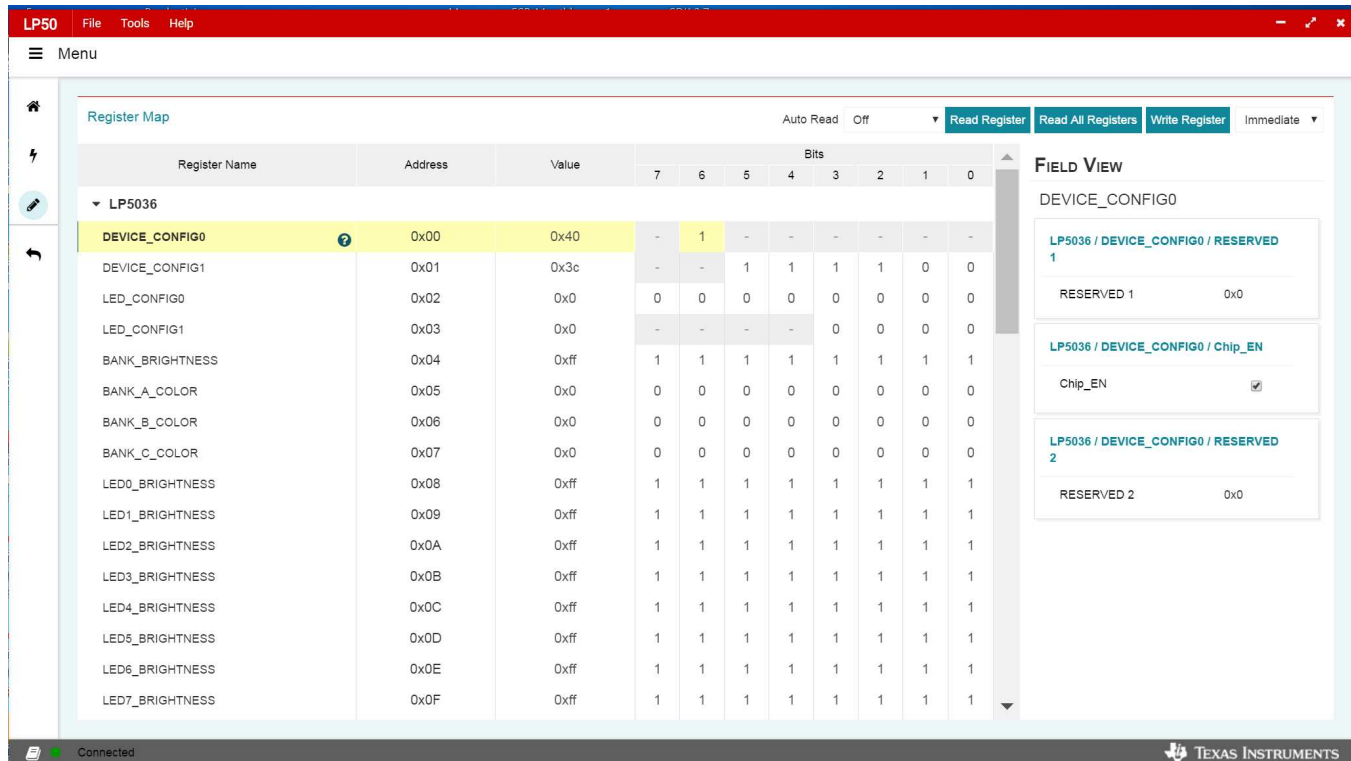 LP50 File Tools Help
Menu
Register Map Auto Read Off Read Register Read All Registers Write Register Immediate
Register Name Address Value Bits
7 6 5 4 3 2 1 0
LP5036
DEVICE_CONFIG0 0x00 0x40 - 1 - - - - - -
DEVICE_CONFIG1 0x01 0x3c - - 1 1 1 1 0 0
LED_CONFIG0 0x02 0x0 0 0 0 0 0 0 0 0
LED_CONFIG1 0x03 0x0 - - - - 0 0 0 0
BANK_BRIGHTNESS 0x04 0xff 1 1 1 1 1 1 1 1
BANK_A_COLOR 0x05 0x0 0 0 0 0 0 0 0 0
BANK_B_COLOR 0x06 0x0 0 0 0 0 0 0 0 0
BANK_C_COLOR 0x07 0x0 0 0 0 0 0 0 0 0
LED0_BRIGHTNESS 0x08 0xff 1 1 1 1 1 1 1 1
LED1_BRIGHTNESS 0x09 0xff 1 1 1 1 1 1 1 1
LED2_BRIGHTNESS 0x0A 0xff 1 1 1 1 1 1 1 1
LED3_BRIGHTNESS 0x0B 0xff 1 1 1 1 1 1 1 1
LED4_BRIGHTNESS 0x0C 0xff 1 1 1 1 1 1 1 1
LED5_BRIGHTNESS 0x0D 0xff 1 1 1 1 1 1 1 1
LED6_BRIGHTNESS 0x0E 0xff 1 1 1 1 1 1 1 1
LED7_BRIGHTNESS 0x0F 0xff 1 1 1 1 1 1 1 1
FIELD VIEW
DEVICE_CONFIG0
LP5036 / DEVICE_CONFIG0 / RESERVED
1
RESERVED 1 0x0
LP5036 / DEVICE_CONFIG0 / Chip_EN
Chip_EN
LP5036 / DEVICE_CONFIG0 / RESERVED
2
RESERVED 2 0x0
Connected TEXAS INSTRUMENTS